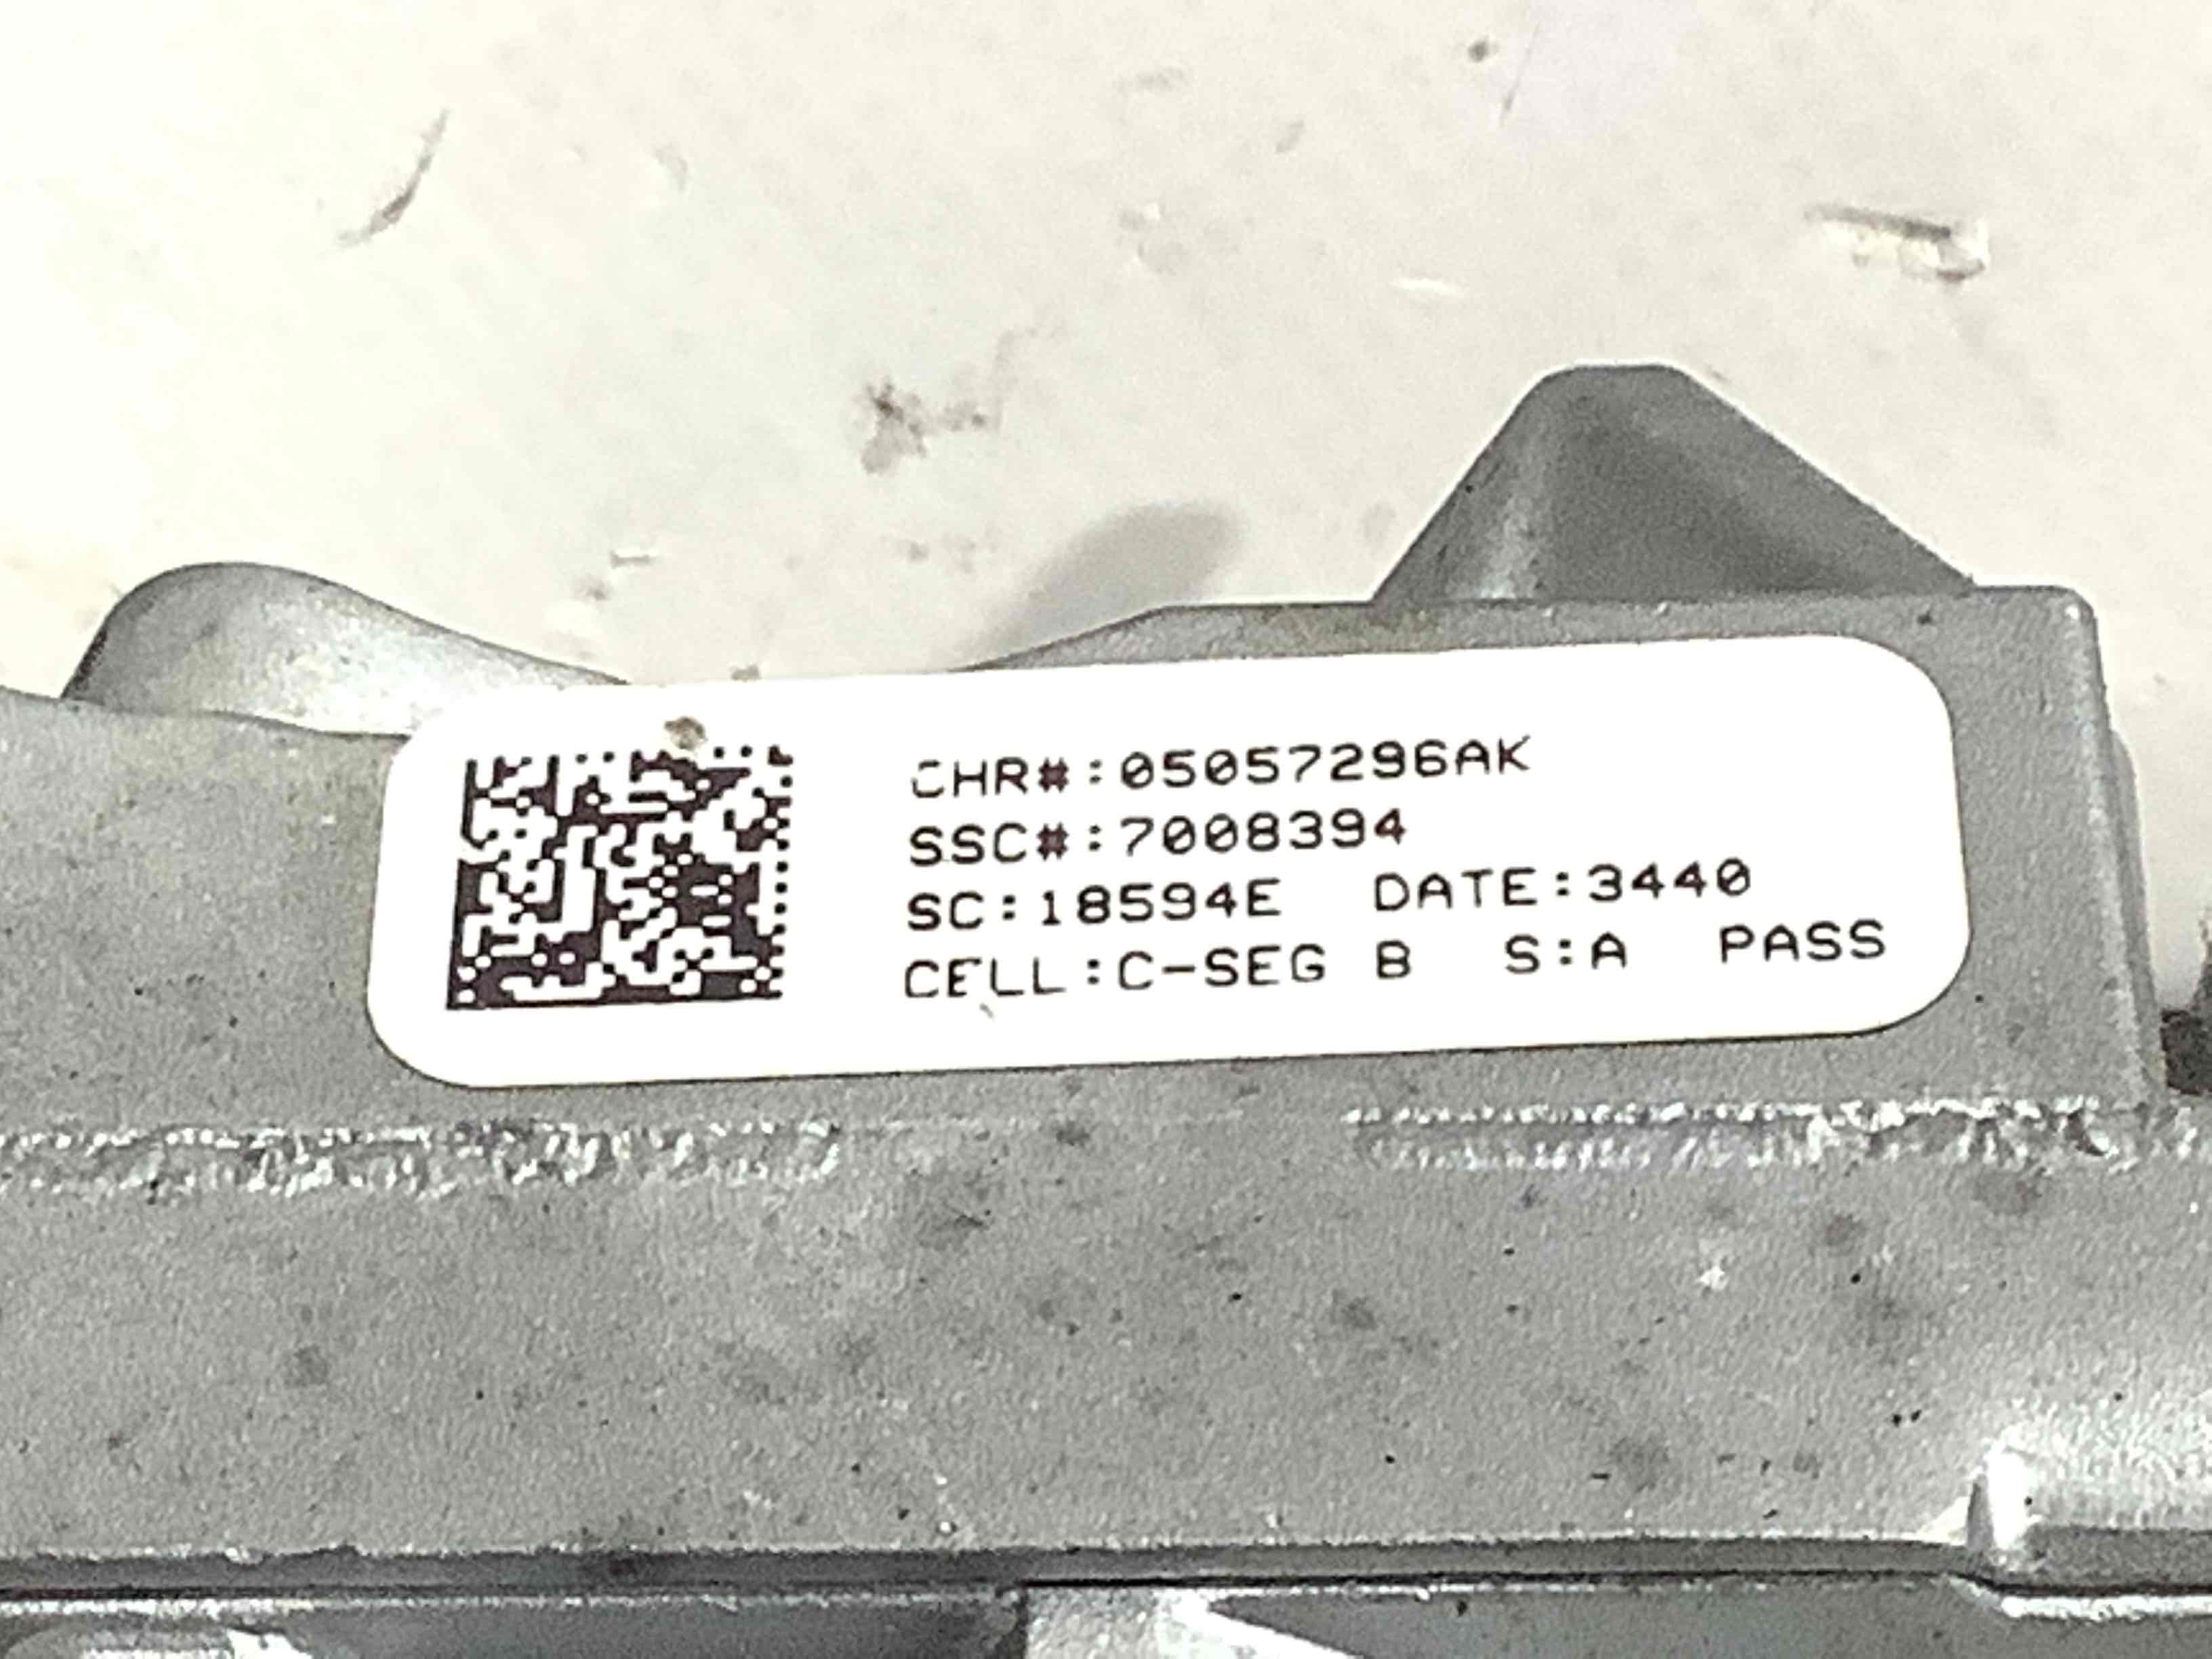 CHR#:05057296AK
SSC#:7008394
SC:18594E DATE:3440
CELL:C-SEG B S:A PASS